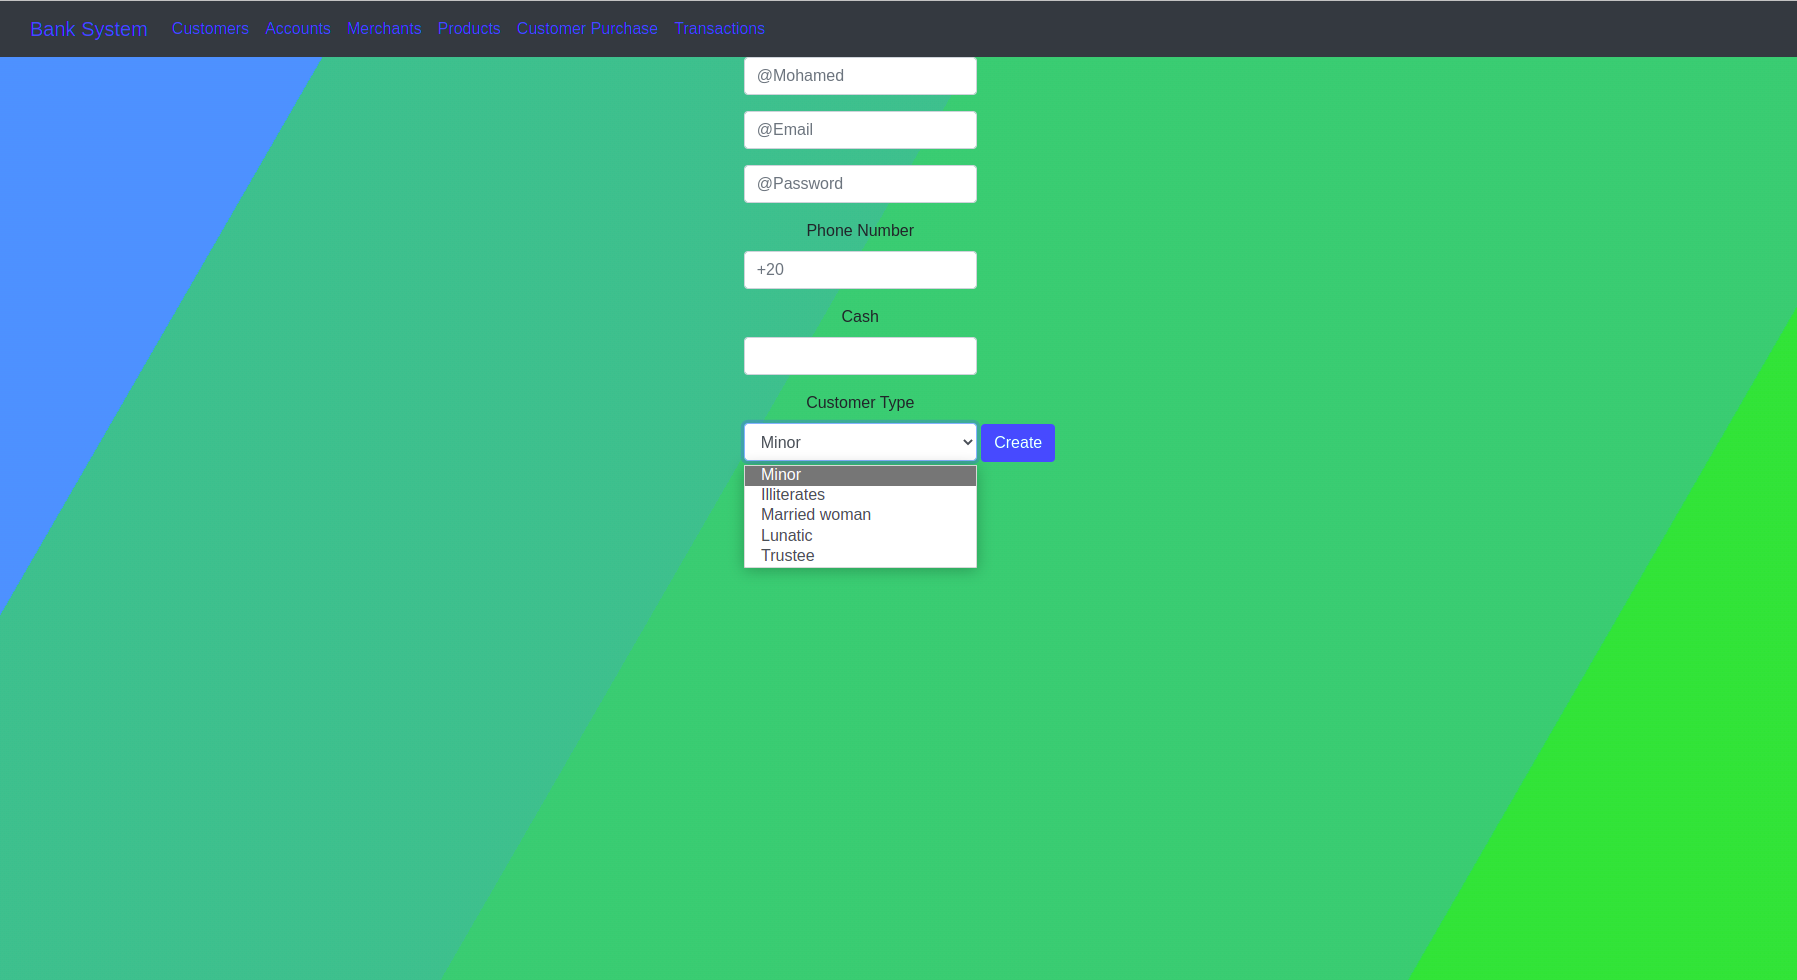 Bank System Customers Accounts Merchants Products Customer Purchase Transactions
@Mohamed
@Email
@Password
Phone Number
+20
Cash
Customer Type
Minor Create
Minor
Illiterates
Married woman
Lunatic
Trustee